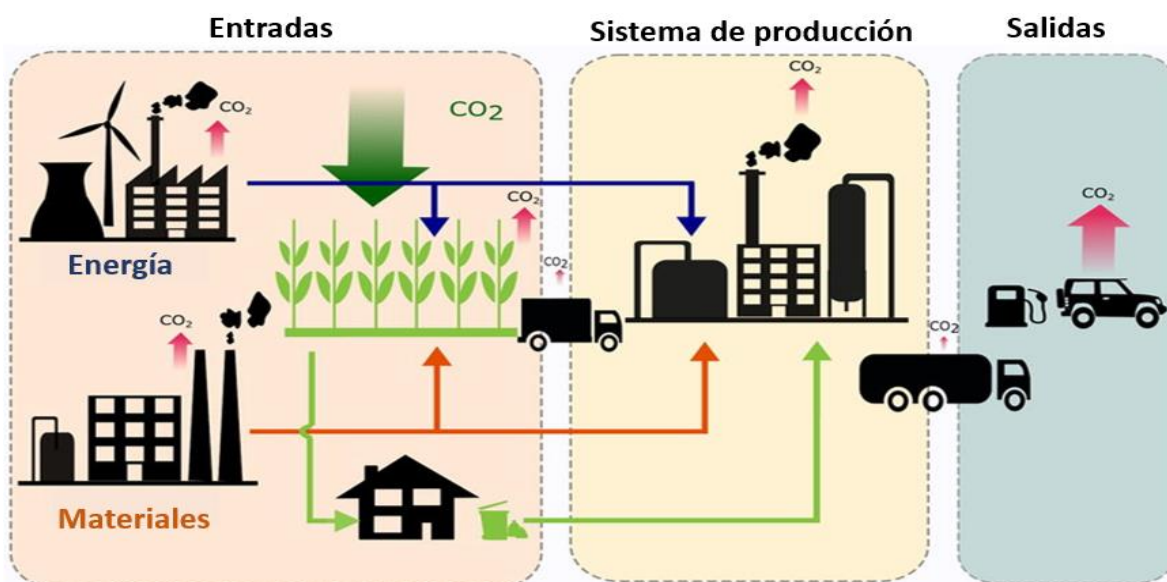 Entradas
Sistema de producción
Salidas
CO₂
CO2
CO₂
CO₂
CO₂
Energía
CO2
CO₂
CO2
Materiales